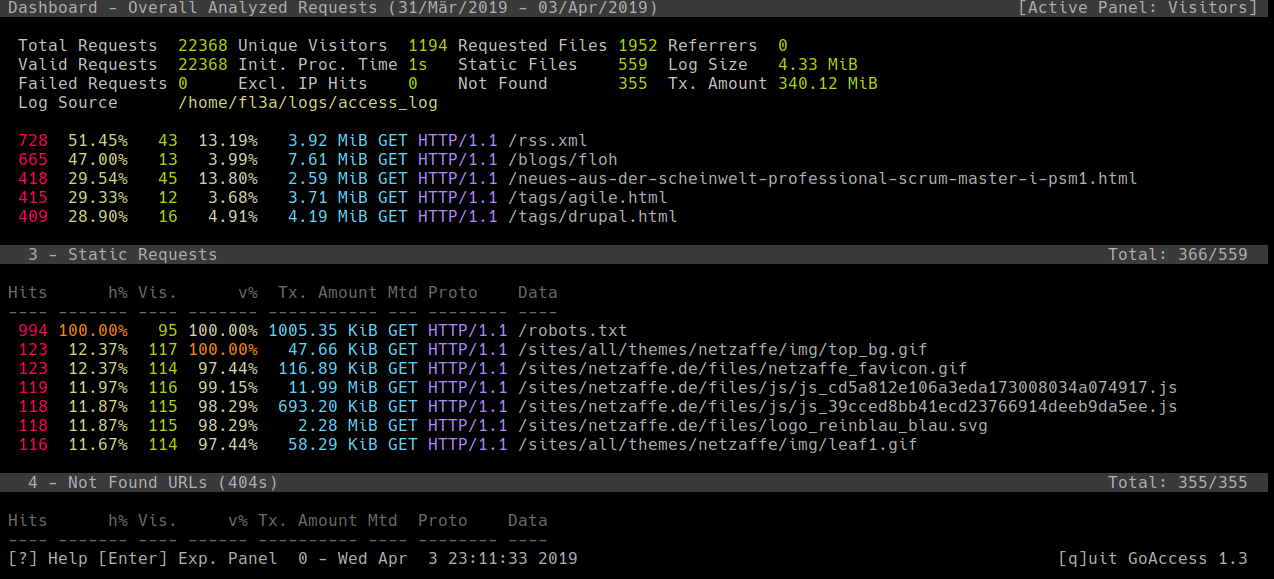 Dashboard - Overall Analyzed Requests (31/Mär/2019 - 03/Apr/2019) [Active Panel: Visitors]
Total Requests 22368 Unique Visitors 1194 Requested Files 1952 Referrers 0
Valid Requests 22368 Init. Proc. Time 1s Static Files 559 Log Size 4.33 MiB
Failed Requests 0 Excl. IP Hits 0 Not Found 355 Tx. Amount 340.12 MiB
Log Source /home/fl3a/logs/access_log
728 51.45% 43 13.19% 3.92 MiB GET HTTP/1.1 /rss.xml
665 47.00% 13 3.99% 7.61 MiB GET HTTP/1.1 /blogs/floh
418 29.54% 45 13.80% 2.59 MiB GET HTTP/1.1 /neues-aus-der-scheinwelt-professional-scrum-master-i-psm1.html
415 29.33% 12 3.68% 3.71 MiB GET HTTP/1.1 /tags/agile.html
409 28.90% 16 4.91% 4.19 MiB GET HTTP/1.1 /tags/drupal.html
3 - Static Requests Total: 366/559
Hits h% Vis. v% Tx. Amount Mtd Proto Data
---- ------- ---- ------- ----------- --- -------- ----
994 100.00% 95 100.00% 1005.35 KiB GET HTTP/1.1 /robots.txt
123 12.37% 117 100.00% 47.66 KiB GET HTTP/1.1 /sites/all/themes/netzaffe/img/top_bg.gif
123 12.37% 114 97.44% 116.89 KiB GET HTTP/1.1 /sites/netzaffe.de/files/netzaffe_favicon.gif
119 11.97% 116 99.15% 11.99 MiB GET HTTP/1.1 /sites/netzaffe.de/files/js/js_cd5a812e106a3eda173008034a074917.js
118 11.87% 115 98.29% 693.20 KiB GET HTTP/1.1 /sites/netzaffe.de/files/js/js_39cced8bb41ecd23766914deeb9da5ee.js
118 11.87% 115 98.29% 2.28 MiB GET HTTP/1.1 /sites/netzaffe.de/files/logo_reinblau_blau.svg
116 11.67% 114 97.44% 58.29 KiB GET HTTP/1.1 /sites/all/themes/netzaffe/img/leaf1.gif
4 - Not Found URLs (404s) Total: 355/355
Hits h% Vis. v% Tx. Amount Mtd Proto Data
---- ------- ---- ------ ---------- --- -------- ----
[?] Help [Enter] Exp. Panel 0 - Wed Apr 3 23:11:33 2019 [q]uit GoAccess 1.3